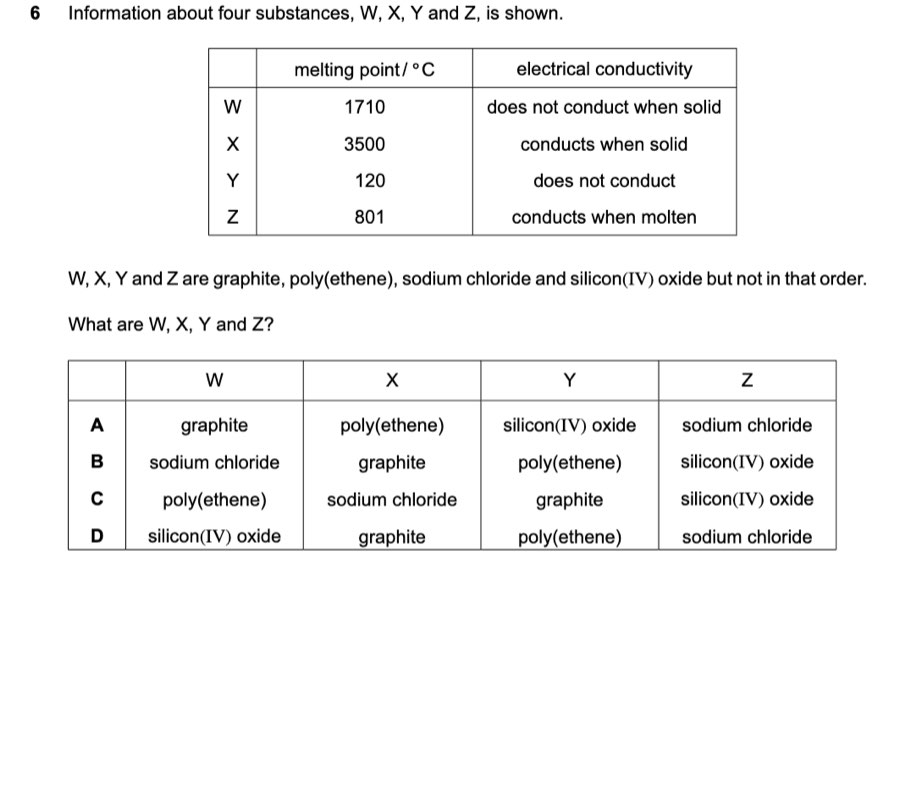 6 Information about four substances, W, X, Y and Z, is shown.
melting point / °C electrical conductivity
W 1710 does not conduct when solid
X 3500 conducts when solid
Y 120 does not conduct
Z 801 conducts when molten
W, X, Y and Z are graphite, poly(ethene), sodium chloride and silicon(IV) oxide but not in that order.
What are W, X, Y and Z?
W X Y Z
A graphite poly(ethene) silicon(IV) oxide sodium chloride
B sodium chloride graphite poly(ethene) silicon(IV) oxide
C poly(ethene) sodium chloride graphite silicon(IV) oxide
D silicon(IV) oxide graphite poly(ethene) sodium chloride